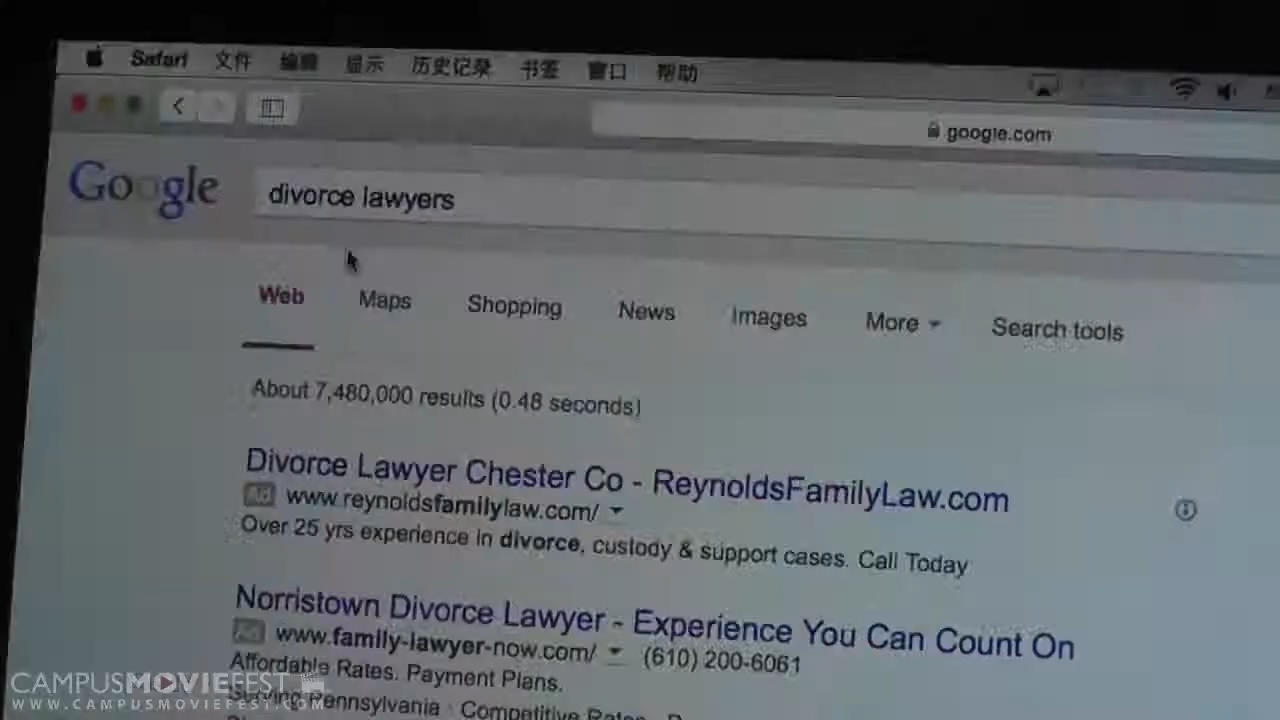 Safari 文件 编辑 显示 历史记录 书签 窗口 帮助
google.com
Google divorce lawyers
Web Maps Shopping News Images More Search tools
About 7,480,000 results (0.48 seconds)
Divorce Lawyer Chester Co - ReynoldsFamilyLaw.com
Ad www.reynoldsfamilylaw.com/
Over 25 yrs experience in divorce, custody & support cases. Call Today
Norristown Divorce Lawyer - Experience You Can Count On
Ad www.family-lawyer-now.com/ (610) 200-6061
Affordable Rates. Payment Plans.
Serving Pennsylvania · Competitive Rates
CAMPUSMOVIEFEST
WWW.CAMPUSMOVIEFEST.COM